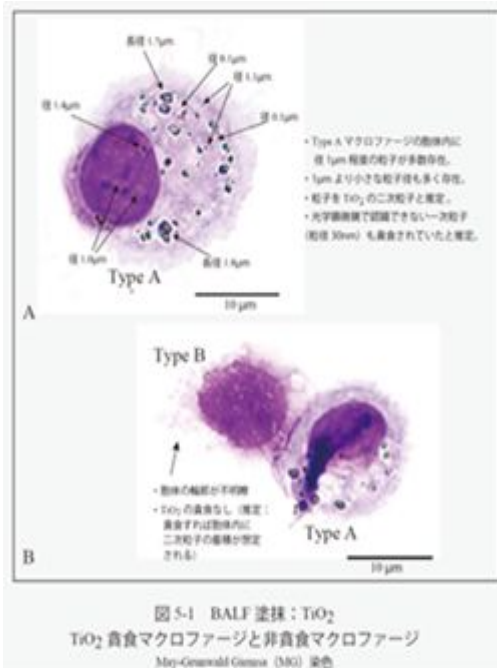 長径 1.7μm
径 0.1μm
径 1.1μm
径 0.5μm
径 1.4μm
・Type A マクロファージの胞体内に
径 1μm 程度の粒子が多数存在。
・1μm より小さな粒子径も多く存在。
・粒子を TiO2 の二次粒子と推定。
・光学顕微鏡で認識できない一次粒子
(粒径 30nm) も貪食されていたと推定。
径 1.0μm
長径 1.8μm
Type A
10 μm
A
Type B
・胞体の輪郭が不明瞭
・TiO2 の貪食なし (推定:
貪食すれば胞体内に
二次粒子の蓄積が想定
される)
Type A
B
10 μm
図 5-1 BALF 塗抹:TiO2
TiO2 貪食マクロファージと非貪食マクロファージ
May-Grunwald Giemsa (MG) 染色